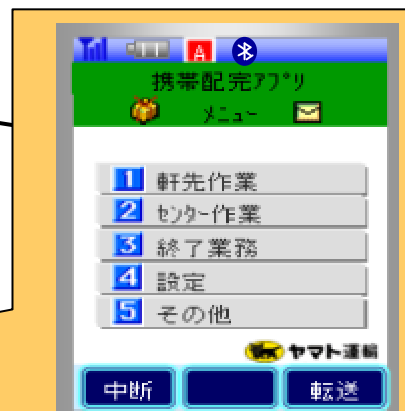 A
携帯配完ｱﾌﾟﾘ
ﾒﾆｭｰ
1 軒先作業
2 ｾﾝﾀｰ作業
3 終了業務
4 設定
5 その他
ヤマト運輸
中断 転送